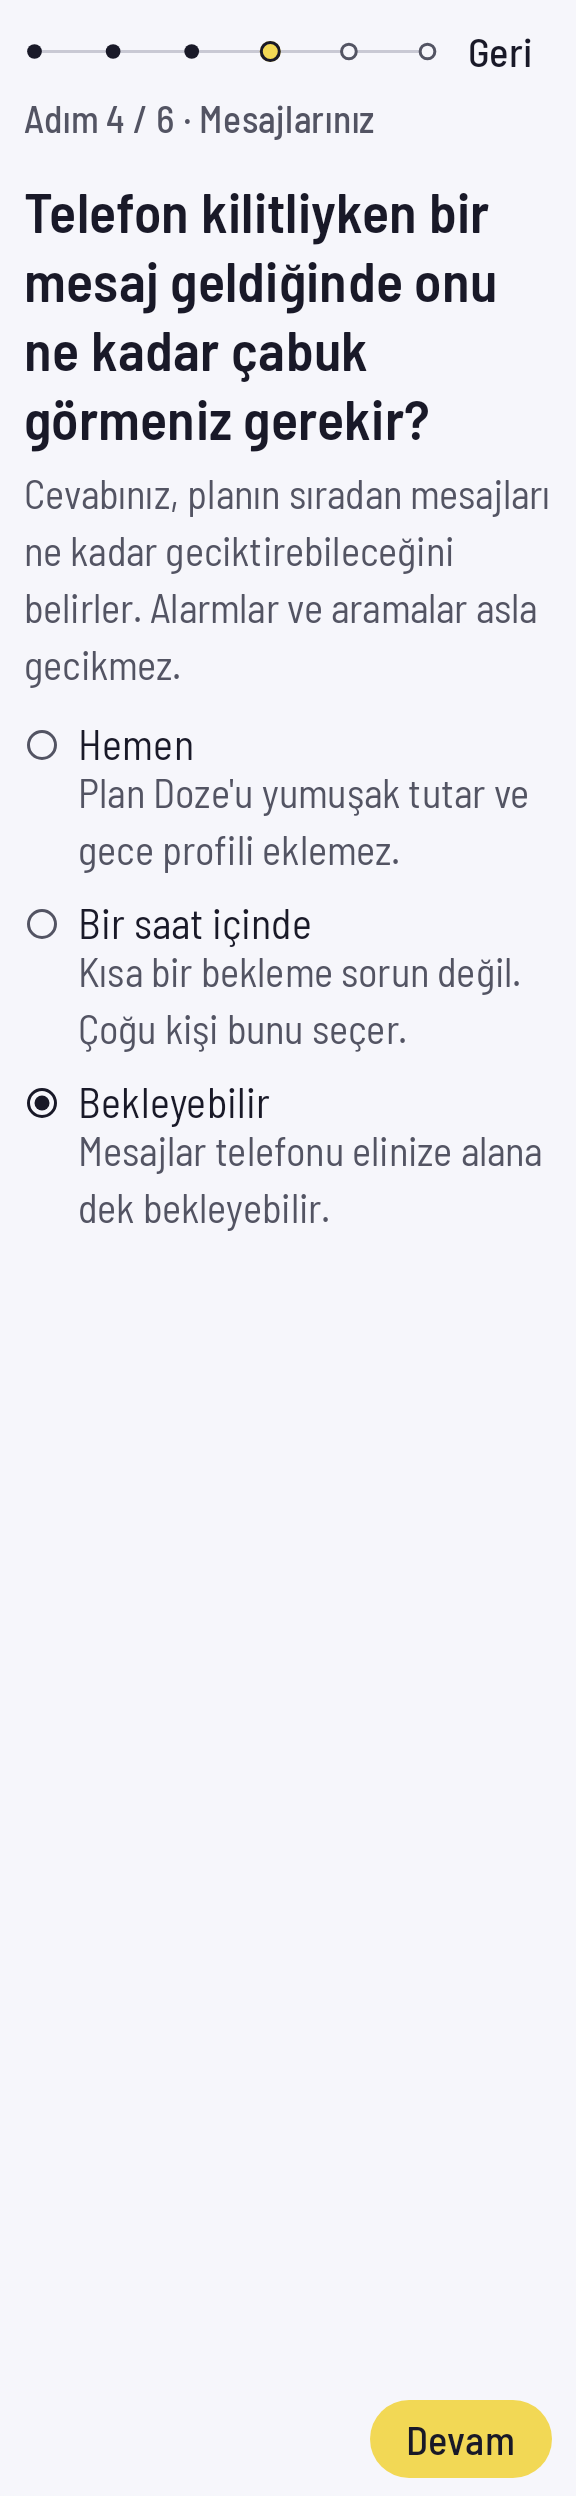 Geri
Adım 4 / 6 · Mesajlarınız
Telefon kilitliyken bir
mesaj geldiğinde onu
ne kadar çabuk
görmeniz gerekir?
Cevabınız, planın sıradan mesajları
ne kadar geciktirebileceğini
belirler. Alarmlar ve aramalar asla
gecikmez.
Hemen
Plan Doze'u yumuşak tutar ve
gece profili eklemez.
Bir saat içinde
Kısa bir bekleme sorun değil.
Çoğu kişi bunu seçer.
Bekleyebilir
Mesajlar telefonu elinize alana
dek bekleyebilir.
Devam